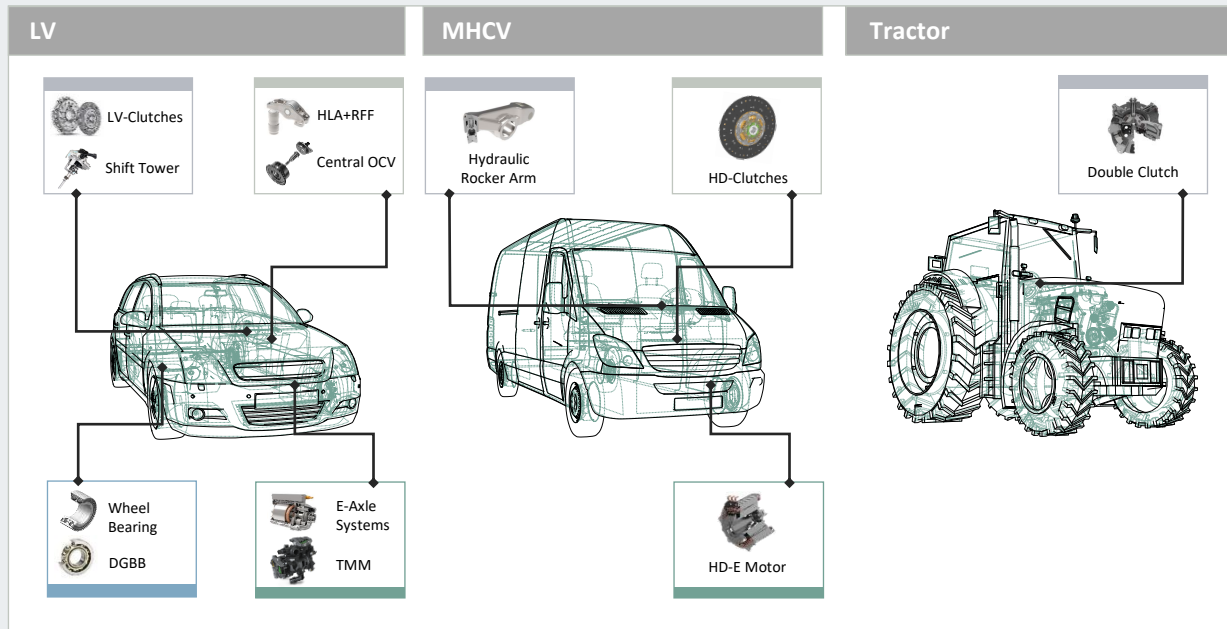 LV
MHCV
Tractor
LV-Clutches
Shift Tower
HLA+RFF
Central OCV
Hydraulic
Rocker Arm
HD-Clutches
Double Clutch
Wheel
Bearing
DGBB
E-Axle
Systems
TMM
HD-E Motor